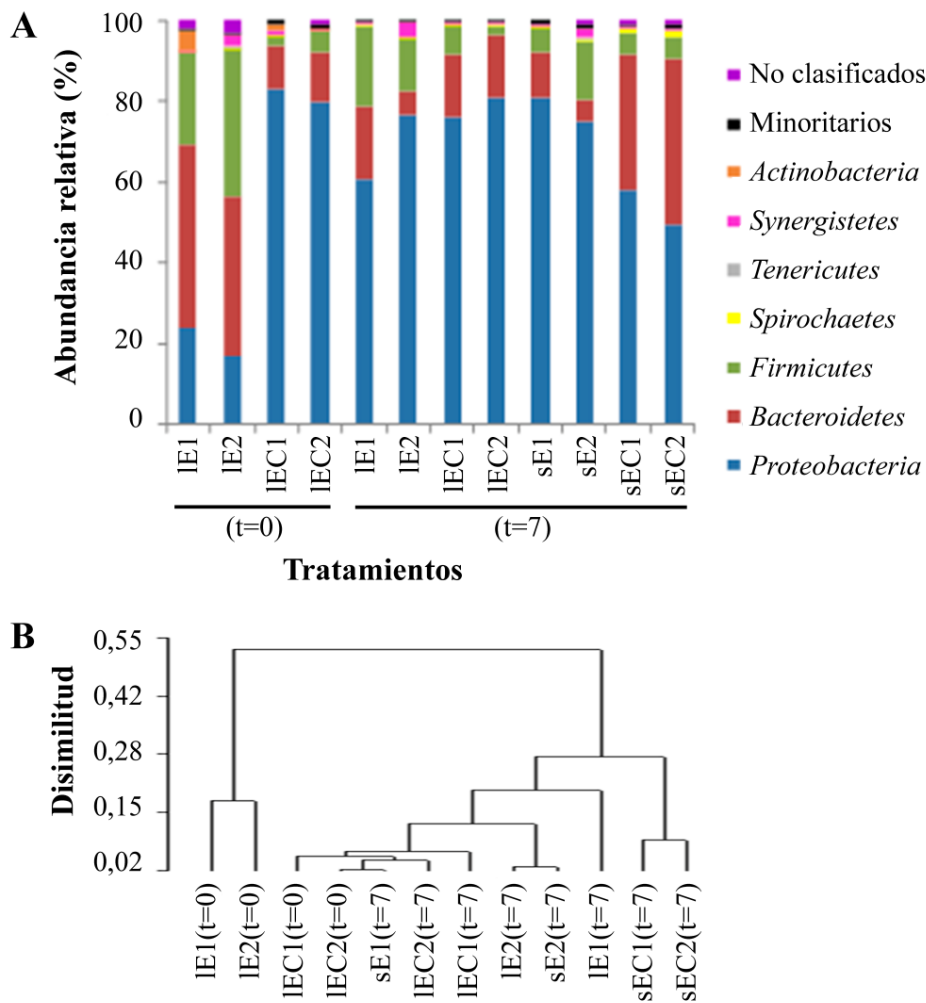 A
Abundancia relativa (%)
100
80
60
40
20
0
lE1
lE2
lEC1
lEC2
lE1
lE2
lEC1
lEC2
sE1
sE2
sEC1
sEC2
(t=0)
(t=7)
Tratamientos
No clasificados
Minoritarios
Actinobacteria
Synergistetes
Tenericutes
Spirochaetes
Firmicutes
Bacteroidetes
Proteobacteria
B
Disimilitud
0,55
0,42
0,28
0,15
0,02
lE1(t=0)
lE2(t=0)
lEC1(t=0)
lEC2(t=0)
sE1(t=7)
lEC2(t=7)
lEC1(t=7)
lE2(t=7)
sE2(t=7)
lE1(t=7)
sEC1(t=7)
sEC2(t=7)